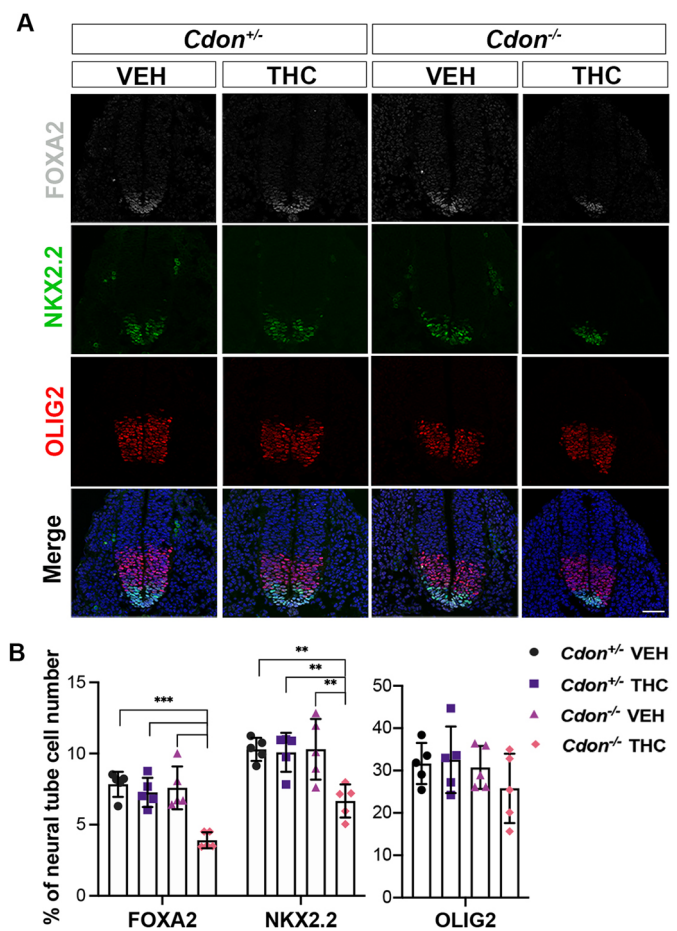 A
Cdon+/- Cdon-/-
VEH THC VEH THC
FOXA2
NKX2.2
OLIG2
Merge
B
% of neural tube cell number
15
10
5
0
***
**
**
**
FOXA2 NKX2.2
50
40
30
20
10
0
OLIG2
Cdon+/- VEH
Cdon+/- THC
Cdon-/- VEH
Cdon-/- THC